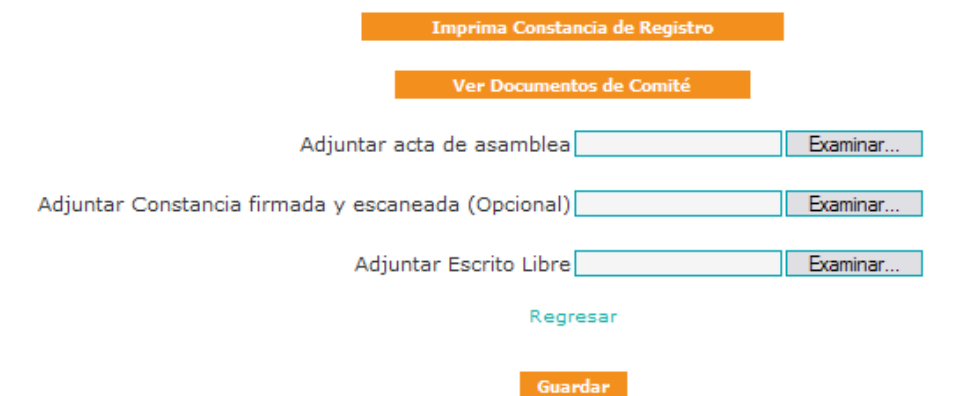 Imprima Constancia de Registro
Ver Documentos de Comité
Adjuntar acta de asamblea Examinar...
Adjuntar Constancia firmada y escaneada (Opcional) Examinar...
Adjuntar Escrito Libre Examinar...
Regresar
Guardar